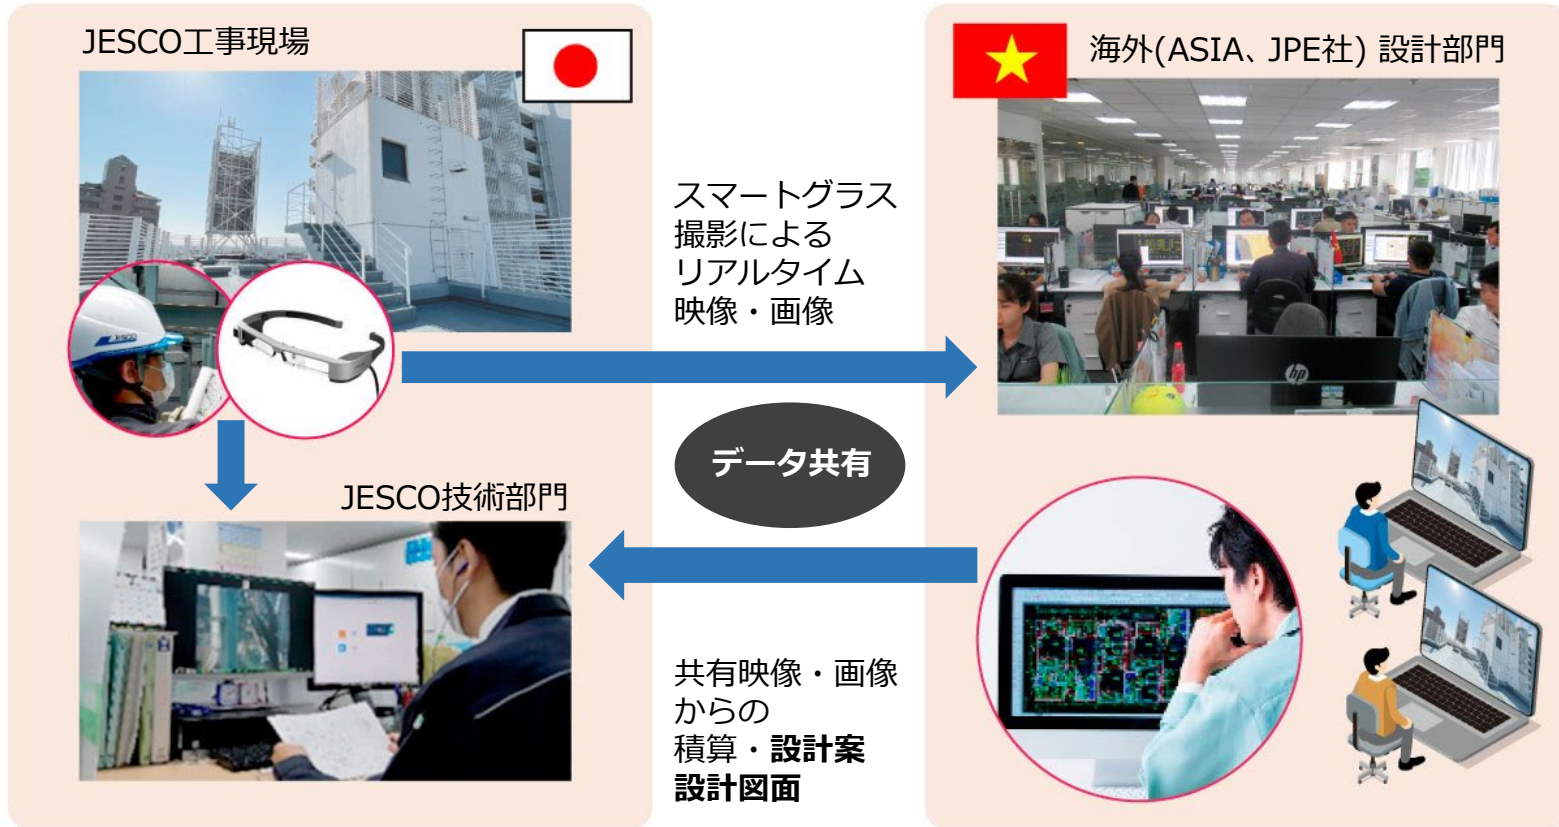 JESCO工事現場
海外(ASIA、JPE社) 設計部門
スマートグラス
撮影による
リアルタイム
映像・画像
JESCO
hp
データ共有
JESCO技術部門
共有映像・画像
からの
積算・設計案
設計図面